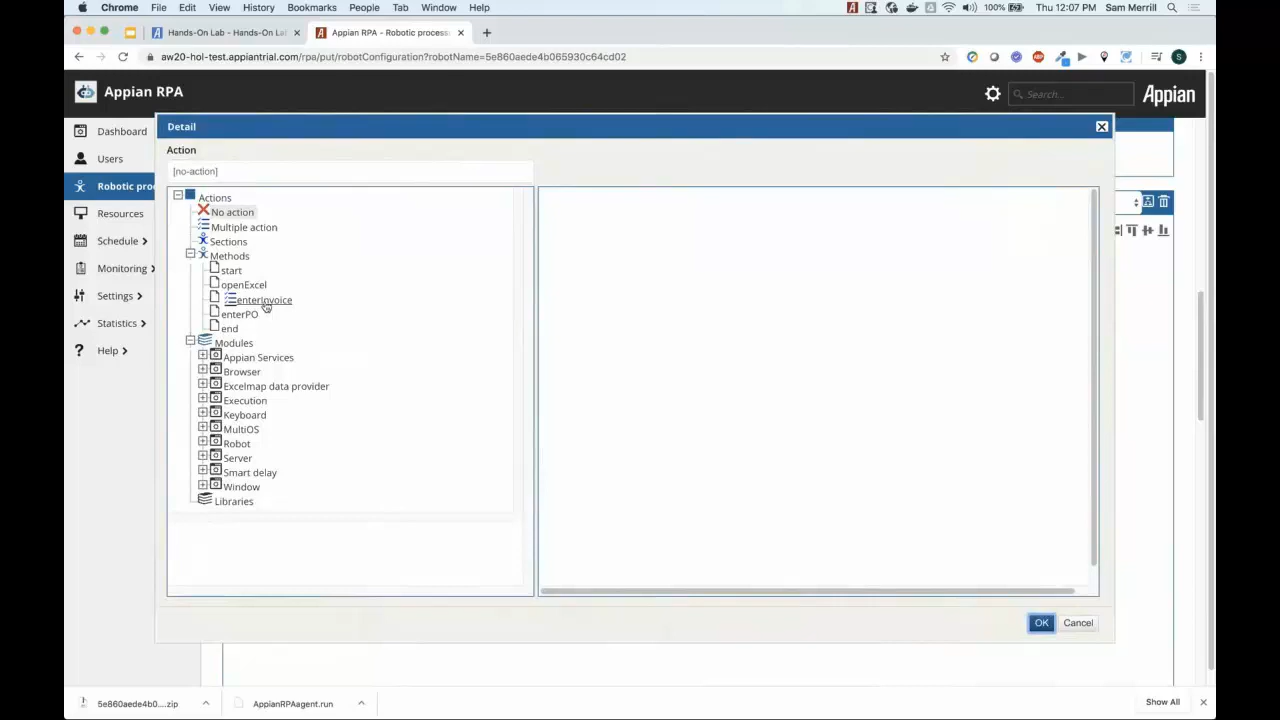 Chrome File Edit View History Bookmarks People Tab Window Help 100% Thu 12:07 PM Sam Merrill
Hands-On Lab - Hands-On La
Appian RPA - Robotic process
aw20-hol-test.appiantrial.com/rpa/put/robotConfiguration?robotName=5e860aede4b065930c64cd02
S
Appian RPA
Search...
Appian
Dashboard
Users
Robotic pro
Resources
Schedule
Monitoring
Settings
Statistics
Help
Detail
Action
[no-action]
Actions
No action
Multiple action
Sections
Methods
start
openExcel
enterInvoice
enterPO
end
Modules
Appian Services
Browser
Excelmap data provider
Execution
Keyboard
MultiOS
Robot
Server
Smart delay
Window
Libraries
OK Cancel
5e860aede4b0....zip
AppianRPAagent.run
Show All